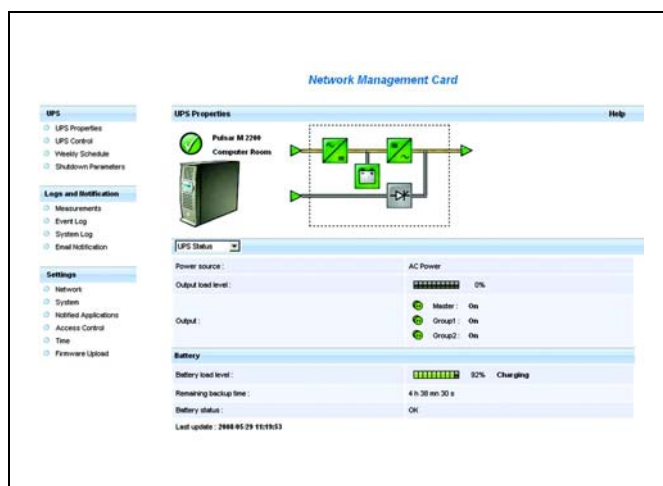 Network Management Card
UPS
UPS Properties
UPS Control
Weekly Schedule
Shutdown Parameters
Logs and Notification
Measurements
Event Log
System Log
Email Notification
Settings
Network
System
Notified Applications
Access Control
Time
Firmware Upload
UPS Properties Help
Pulsar M 2200
Computer Room
UPS Status
Power source : AC Power
Output load level : 0%
Output :
Master : On
Group1 : On
Group2 : On
Battery
Battery load level : 92% Charging
Remaining backup time : 4 h 38 mn 30 s
Battery status : OK
Last update : 2008/05/29 11:19:53